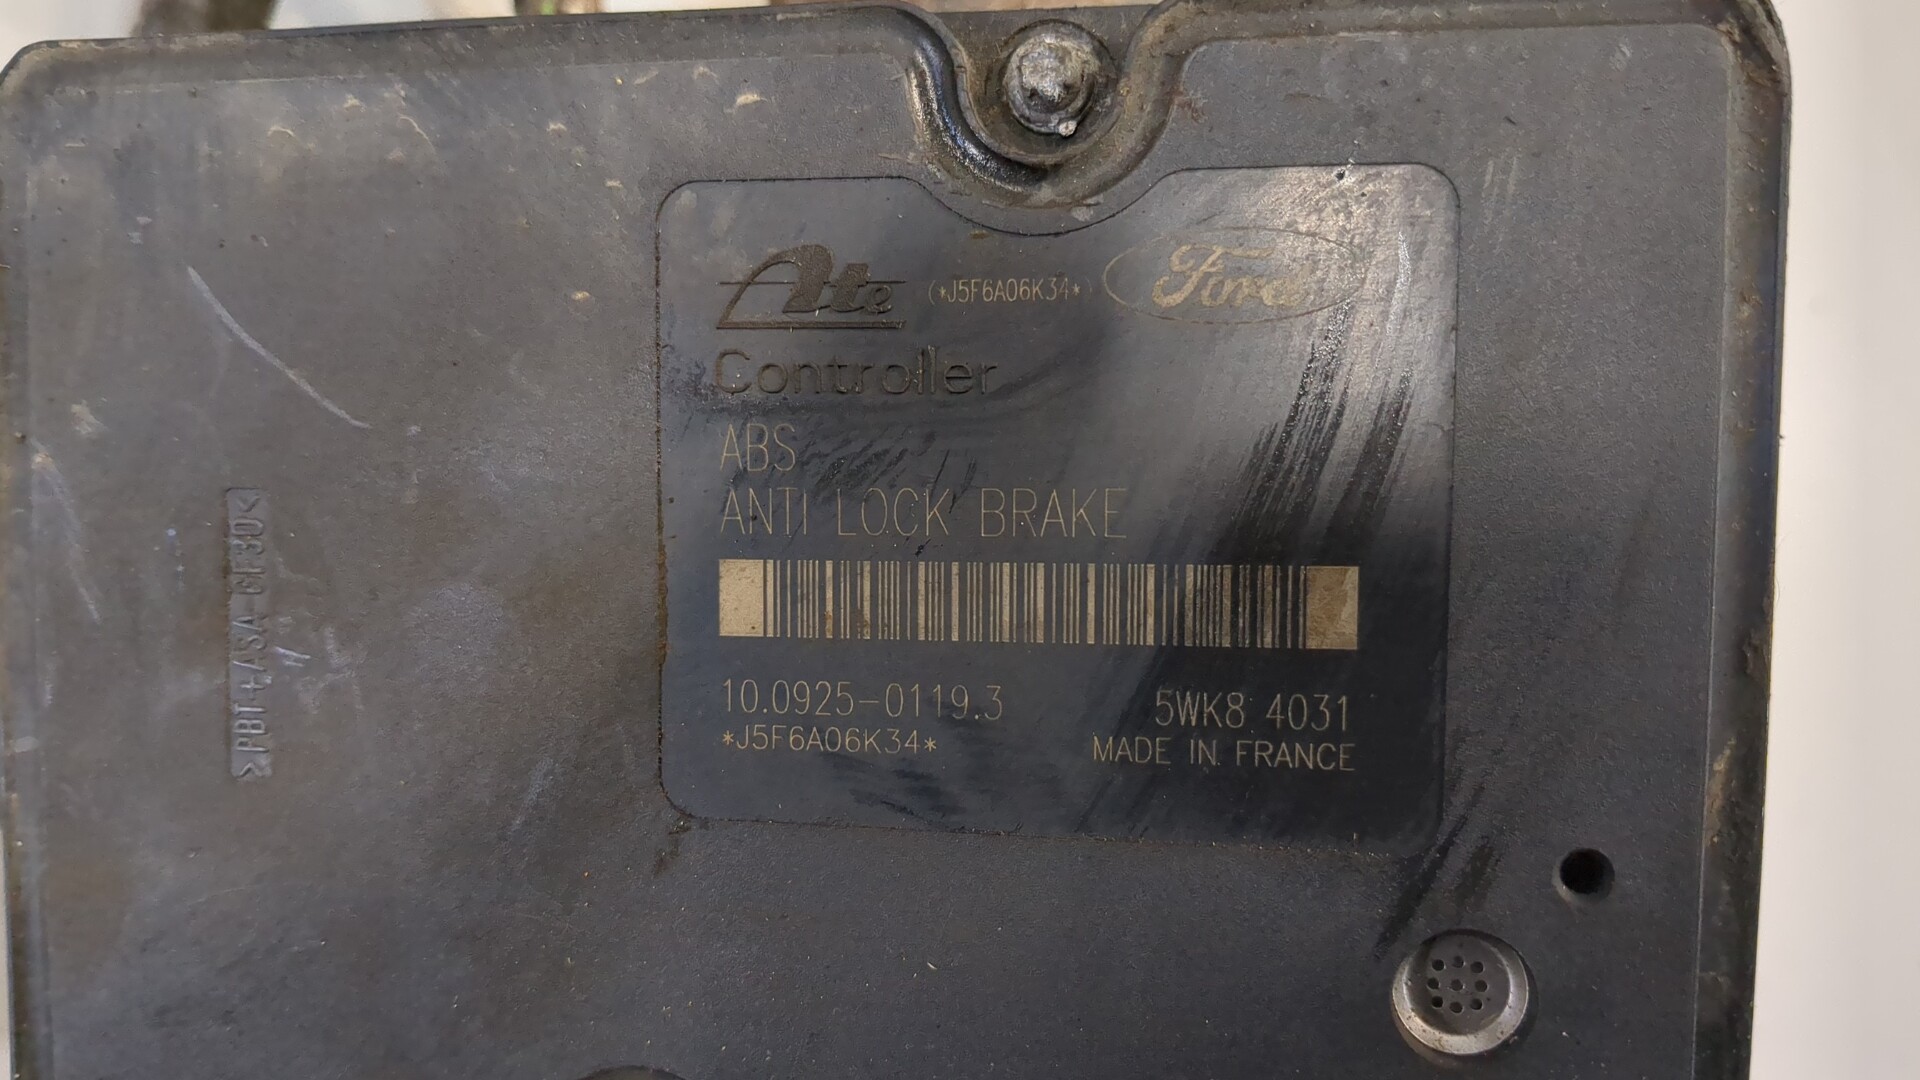 Ate (*J5F6A06K34*) Ford
Controller
ABS
ANTI LOCK BRAKE
10.0925-0119.3 5WK8 4031
*J5F6A06K34* MADE IN FRANCE
>PBT+ASA-GF30<